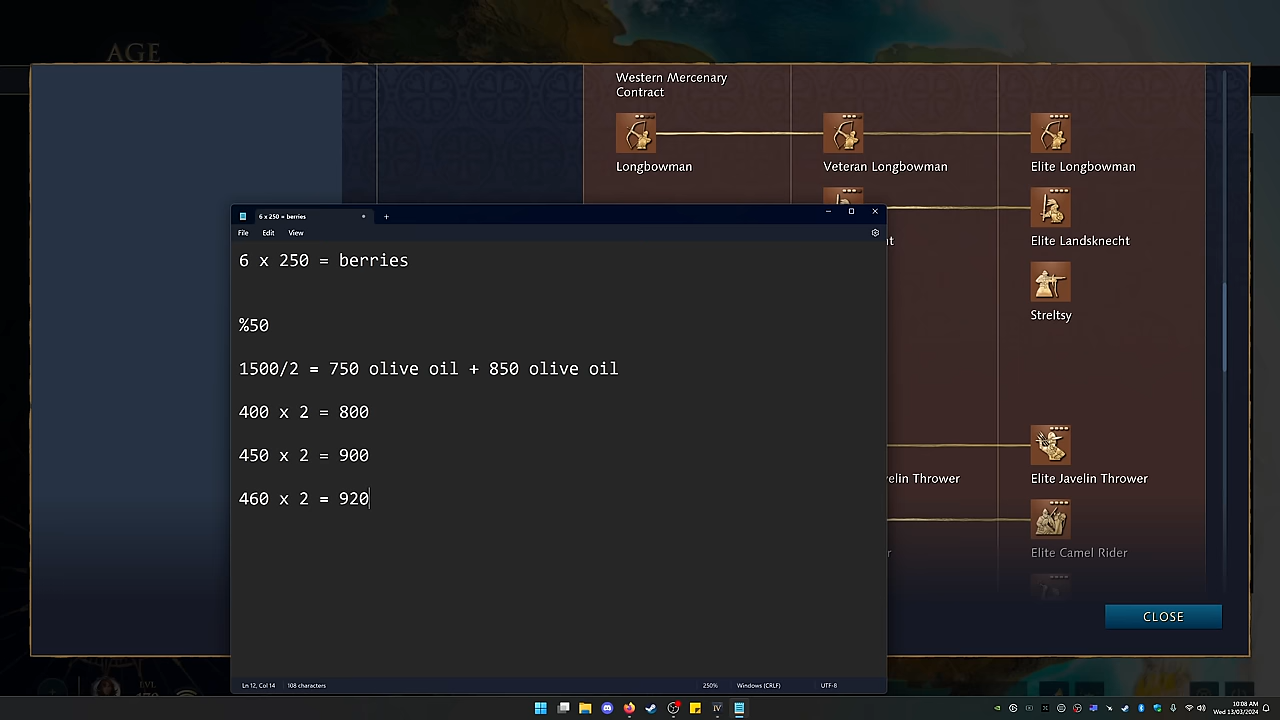 AGE
Western Mercenary
Contract
Longbowman
Veteran Longbowman
Elite Longbowman
Elite Landsknecht
Streltsy
Elite Javelin Thrower
Elite Camel Rider
CLOSE
6 x 250 = berries
File Edit View
6 x 250 = berries
%50
1500/2 = 750 olive oil + 850 olive oil
400 x 2 = 800
450 x 2 = 900
460 x 2 = 920
Ln 12, Col 14 108 characters 250% Windows (CRLF) UTF-8
10:08 AM
Wed 13/03/2024